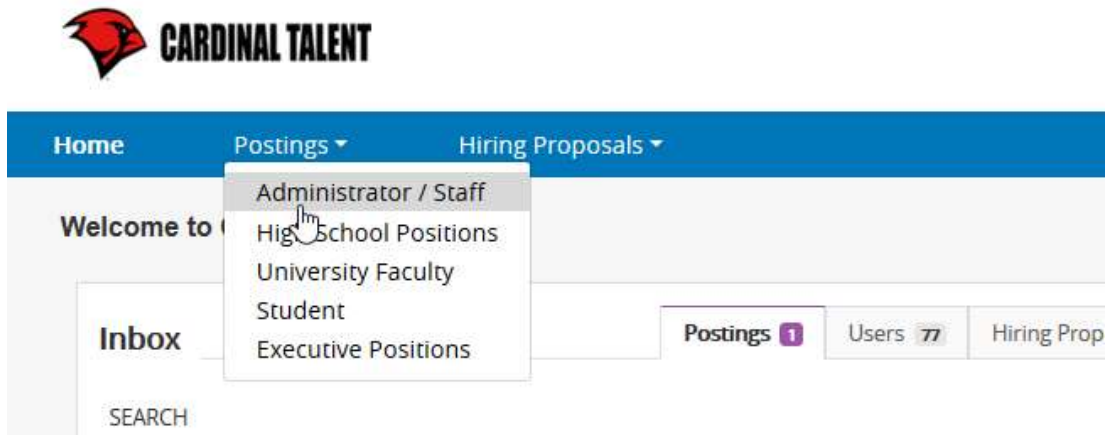 CARDINAL TALENT
Home Postings Hiring Proposals
Administrator / Staff
Welcome to
School Positions
University Faculty
Student
Executive Positions
Inbox
Postings 1 Users 77 Hiring Prop
SEARCH